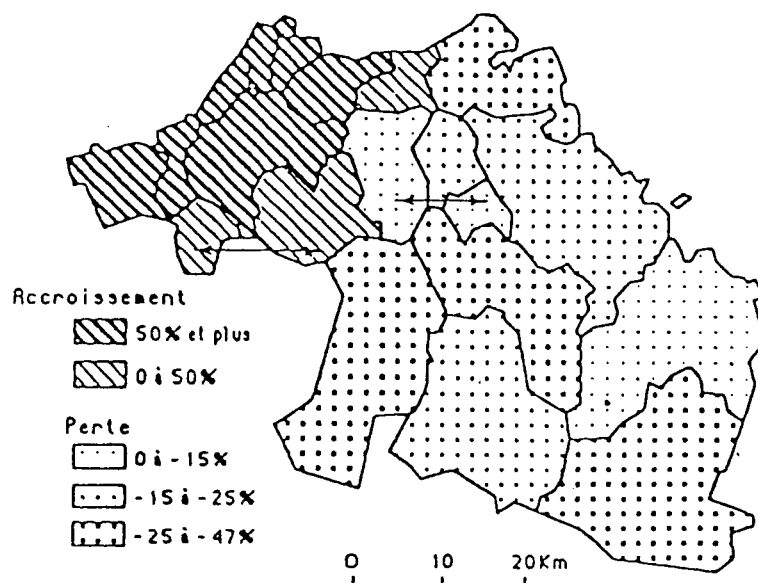 Accroissement
50% et plus
0 à 50%
Perte
0 à -15%
-15 à -25%
-25 à -47%
0 10 20Km